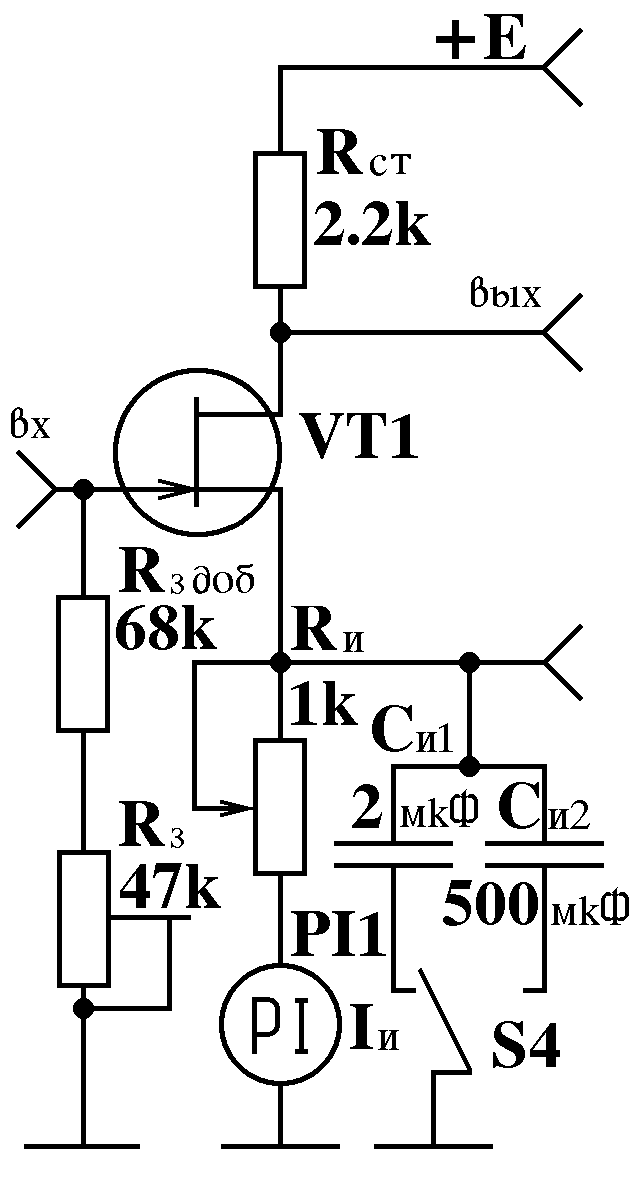 +E
Rст
2.2k
вых
вх
VT1
Rз доб
68k
Rи
1k
Cи1
2 мкФ
Cи2
Rз
47k
500 мкФ
PI1
PI
Iи
S4